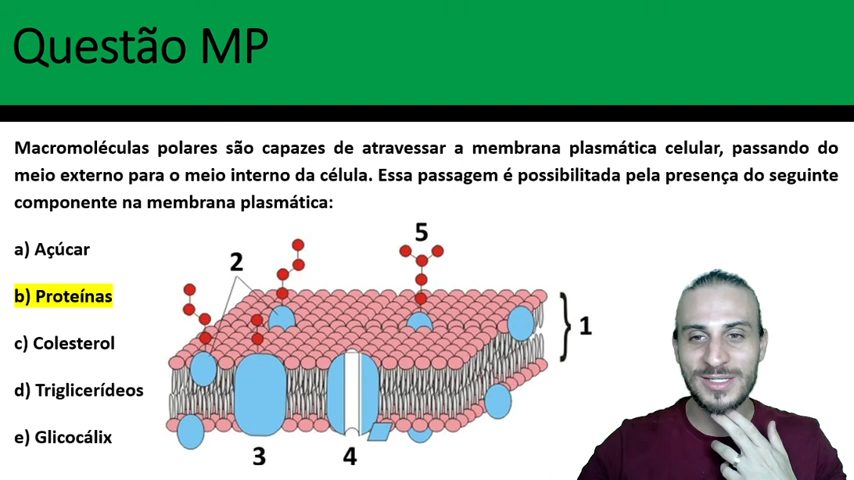 Questão MP
Macromoléculas polares são capazes de atravessar a membrana plasmática celular, passando do
meio externo para o meio interno da célula. Essa passagem é possibilitada pela presença do seguinte
componente na membrana plasmática:
a) Açúcar
b) Proteínas
c) Colesterol
d) Triglicerídeos
e) Glicocálix
5
2
1
3
4